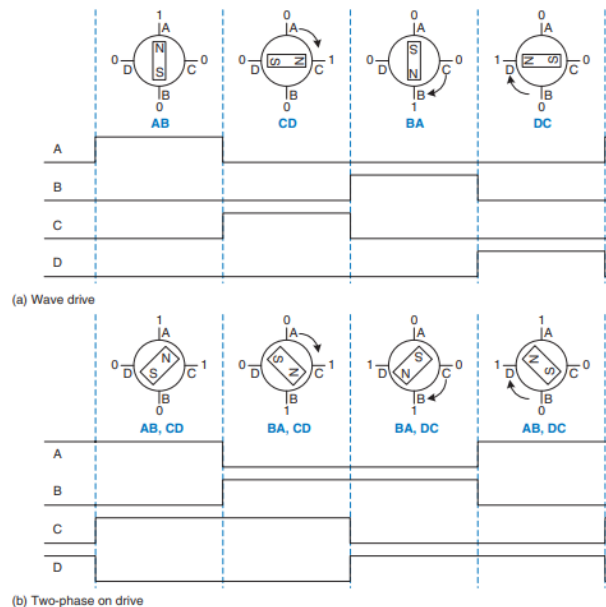 1 0 0 0
A A A A
N S
0 D N S C 0 0 D S N C 1 0 D S N C 0 1 D N S C 0
B B B B
0 0 1 0
AB CD BA DC
A
B
C
D
(a) Wave drive
1 0 0 1
A A A A
0 D S N C 1 0 D S N C 1 1 D N S C 0 1 D N S C 0
B B B B
0 1 1 0
AB, CD BA, CD BA, DC AB, DC
A
B
C
D
(b) Two-phase on drive